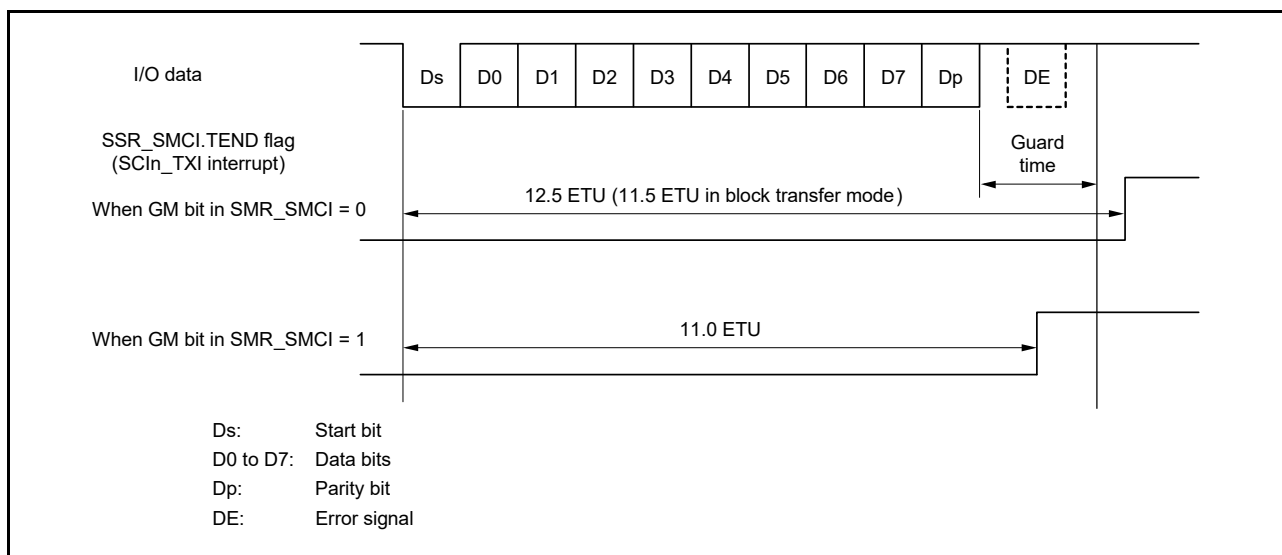 I/O data
Ds D0 D1 D2 D3 D4 D5 D6 D7 Dp DE
SSR_SMCI.TEND flag
(SCIn_TXI interrupt)
Guard
time
When GM bit in SMR_SMCI = 0
12.5 ETU (11.5 ETU in block transfer mode)
When GM bit in SMR_SMCI = 1
11.0 ETU
Ds: Start bit
D0 to D7: Data bits
Dp: Parity bit
DE: Error signal